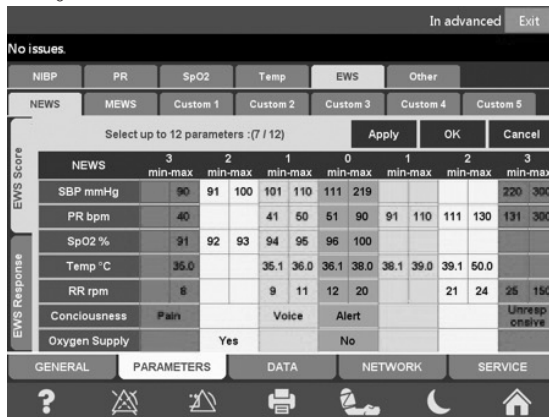 In advanced Exit
No issues.
NIBP PR SpO2 Temp EWS Other
NEWS MEWS Custom 1 Custom 2 Custom 3 Custom 4 Custom 5
EWS Score
EWS Response
Select up to 12 parameters :(7 / 12) Apply OK Cancel
NEWS 3 2 1 0 1 2 3
min-max min-max min-max min-max min-max min-max min-max
SBP mmHg 90 91 100 101 110 111 219 220 300
PR bpm 40 41 50 51 90 91 110 111 130 131 300
SpO2 % 91 92 93 94 95 96 100
Temp °C 35.0 35.1 36.0 36.1 38.0 38.1 39.0 39.1 50.0
RR rpm 8 9 11 12 20 21 24 25 150
Conciousness Pain Voice Alert Unresp
onsive
Oxygen Supply Yes No
GENERAL PARAMETERS DATA NETWORK SERVICE
?